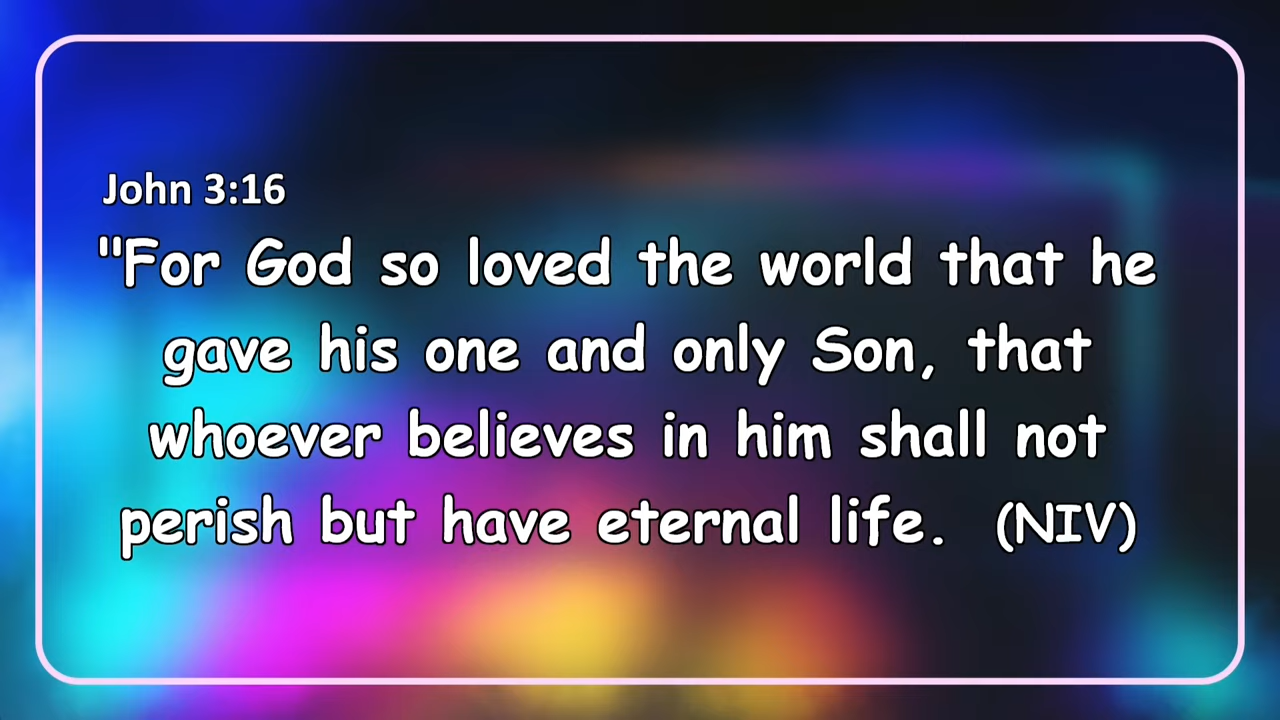 John 3:16
"For God so loved the world that he
gave his one and only Son, that
whoever believes in him shall not
perish but have eternal life. (NIV)